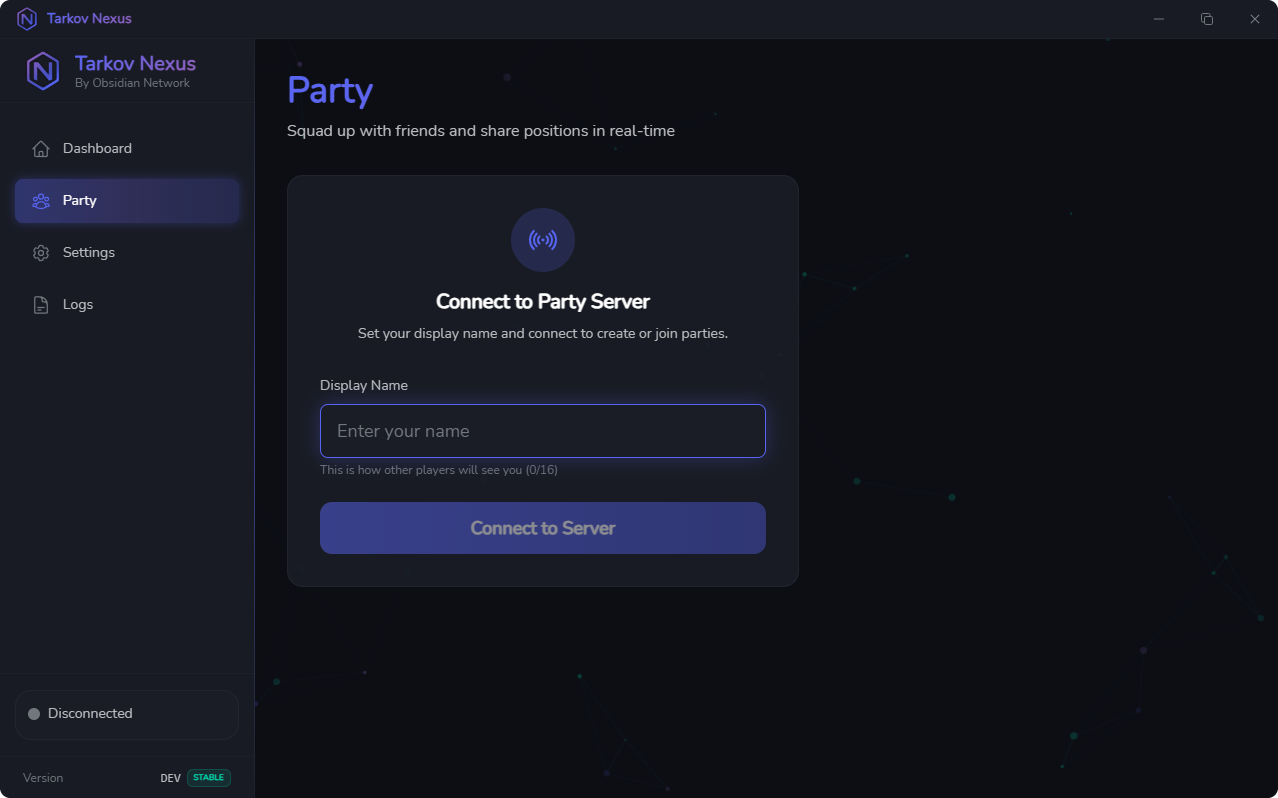 Tarkov Nexus
Tarkov Nexus
By Obsidian Network
Dashboard
Party
Settings
Logs
Disconnected
Version DEV STABLE
Party
Squad up with friends and share positions in real-time
Connect to Party Server
Set your display name and connect to create or join parties.
Display Name
Enter your name
This is how other players will see you (0/16)
Connect to Server